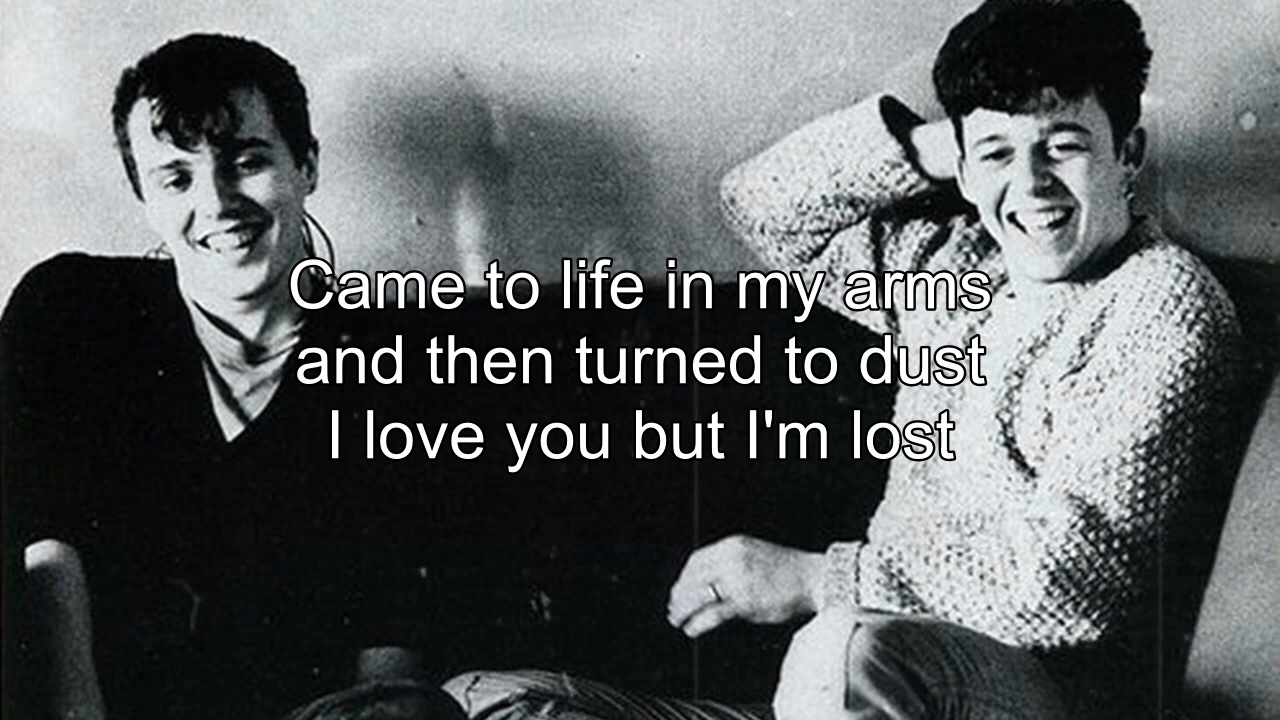 Came to life in my arms
and then turned to dust
I love you but I'm lost